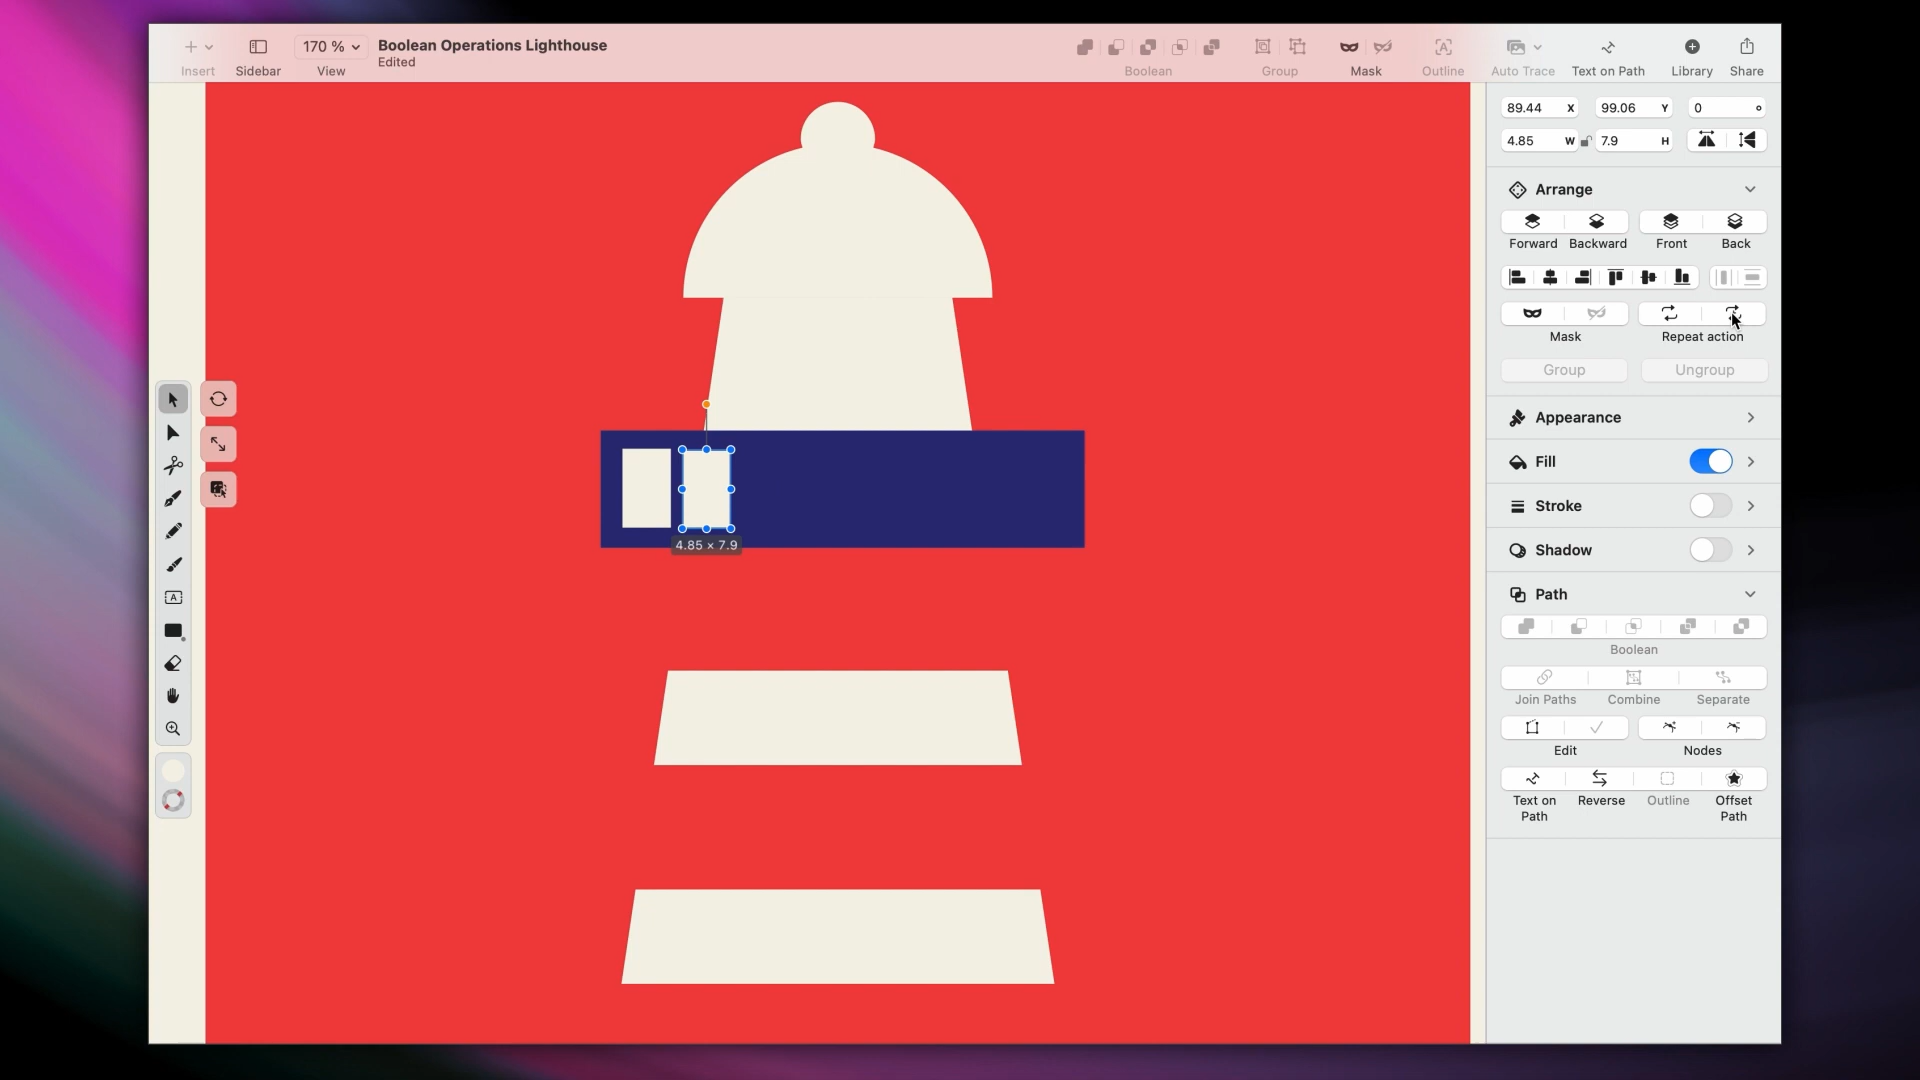 170 %
Boolean Operations Lighthouse
Edited
Insert
Sidebar
View
Boolean
Group
Mask
Outline
Auto Trace
Text on Path
Library
Share
89.44 X
99.06 Y
0 °
4.85 W
7.9 H
Arrange
Forward
Backward
Front
Back
Mask
Repeat action
Group
Ungroup
Appearance
Fill
Stroke
Shadow
Path
Boolean
Join Paths
Combine
Separate
Edit
Nodes
Text on
Path
Reverse
Outline
Offset
Path
4.85 × 7.9
A
A